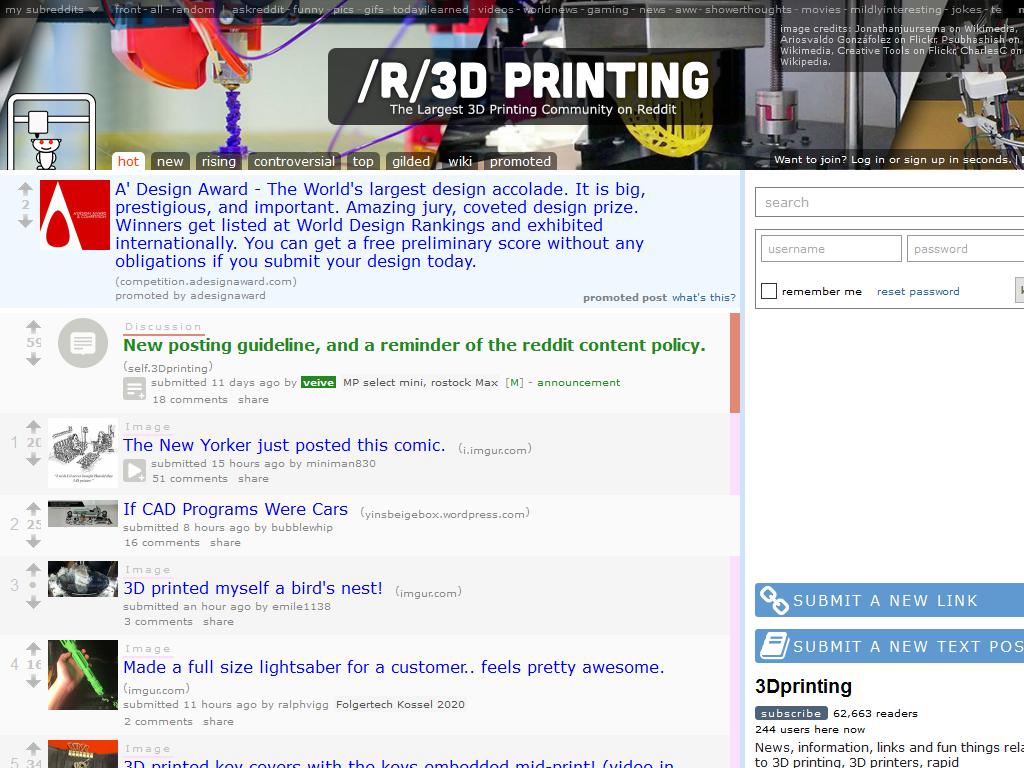 my subreddits front - all - random | askreddit - funny - pics - gifs - todayilearned - videos - worldnews - gaming - news - aww - showerthoughts - movies - mildlyinteresting - jokes - te
image credits: Jonathanjuursema on Wikimedia,
Ariosvaldo Gonzáfolez on Flickr, Psubhashish on
Wikimedia, Creative Tools on Flickr, CharlesC on
Wikipedia.
/R/3D PRINTING
The Largest 3D Printing Community on Reddit
hot new rising controversial top gilded wiki promoted
Want to join? Log in or sign up in seconds. |
2
A' Design Award - The World's largest design accolade. It is big,
prestigious, and important. Amazing jury, coveted design prize.
Winners get listed at World Design Rankings and exhibited
internationally. You can get a free preliminary score without any
obligations if you submit your design today.
(competition.adesignaward.com)
promoted by adesignaward
promoted post what's this?
search
username password
remember me reset password
Discussion
59
New posting guideline, and a reminder of the reddit content policy.
(self.3Dprinting)
submitted 11 days ago by veive MP select mini, rostock Max [M] - announcement
18 comments share
Image
1 20
The New Yorker just posted this comic. (i.imgur.com)
submitted 15 hours ago by miniman830
51 comments share
2 25
If CAD Programs Were Cars (yinsbeigebox.wordpress.com)
submitted 8 hours ago by bubblewhip
16 comments share
Image
3 •
3D printed myself a bird's nest! (imgur.com)
submitted an hour ago by emile1138
3 comments share
Image
4 16
Made a full size lightsaber for a customer.. feels pretty awesome.
(imgur.com)
submitted 11 hours ago by ralphvigg Folgertech Kossel 2020
2 comments share
Image
5 34
3D printed key covers with the keys embedded mid-print! (video in
SUBMIT A NEW LINK
SUBMIT A NEW TEXT POS
3Dprinting
subscribe 62,663 readers
244 users here now
News, information, links and fun things rela
to 3D printing, 3D printers, rapid